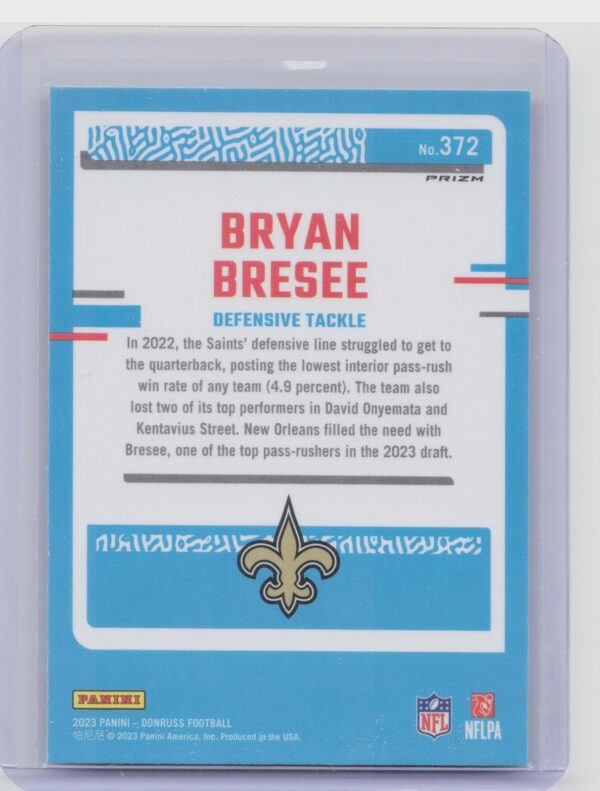 No.372
PRIZM
BRYAN
BRESEE
DEFENSIVE TACKLE
In 2022, the Saints' defensive line struggled to get to
the quarterback, posting the lowest interior pass-rush
win rate of any team (4.9 percent). The team also
lost two of its top performers in David Onyemata and
Kentavius Street. New Orleans filled the need with
Bresee, one of the top pass-rushers in the 2023 draft.
PANINI
2023 PANINI – DONRUSS FOOTBALL
帕尼尼 © 2023 Panini America, Inc. Produced in the USA.
NFL
NFLPA